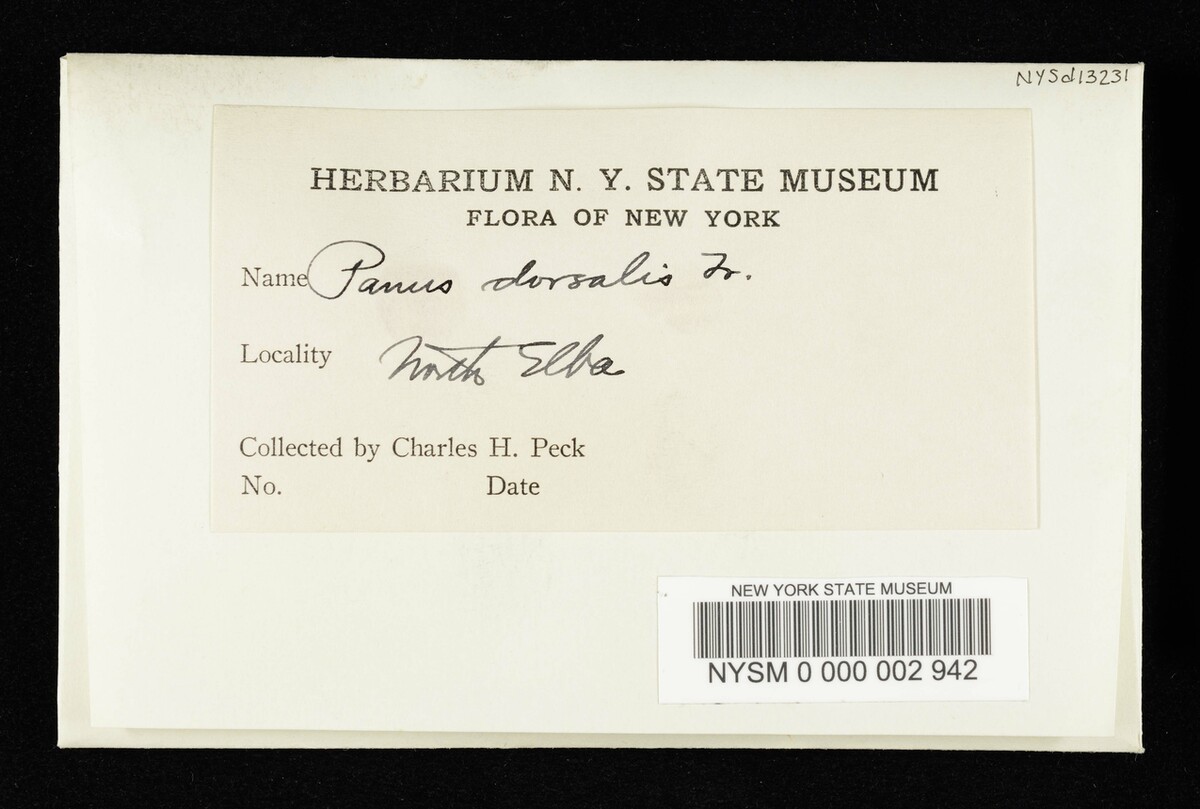 NYSd13231
HERBARIUM N. Y. STATE MUSEUM
FLORA OF NEW YORK
Name Panus dorsalis Fr.
Locality North Elba
Collected by Charles H. Peck
No. Date
NEW YORK STATE MUSEUM
NYSM 0 000 002 942